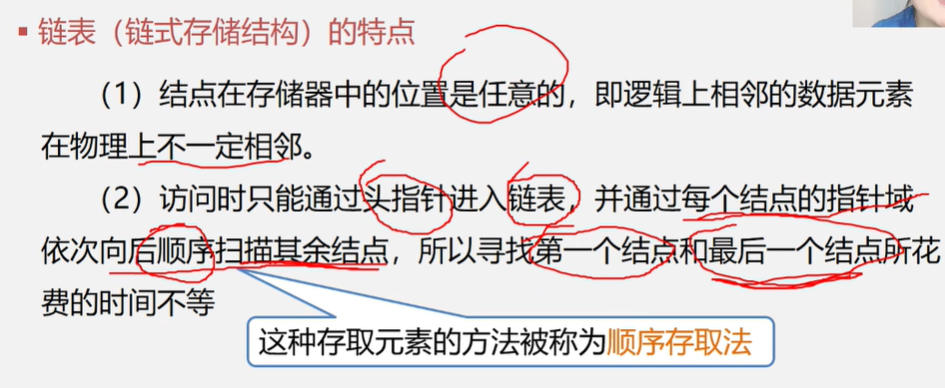 ▪ 链表（链式存储结构）的特点
（1）结点在存储器中的位置是任意的，即逻辑上相邻的数据元素
在物理上不一定相邻。
（2）访问时只能通过头指针进入链表，并通过每个结点的指针域
依次向后顺序扫描其余结点，所以寻找第一个结点和最后一个结点所花
费的时间不等
这种存取元素的方法被称为顺序存取法